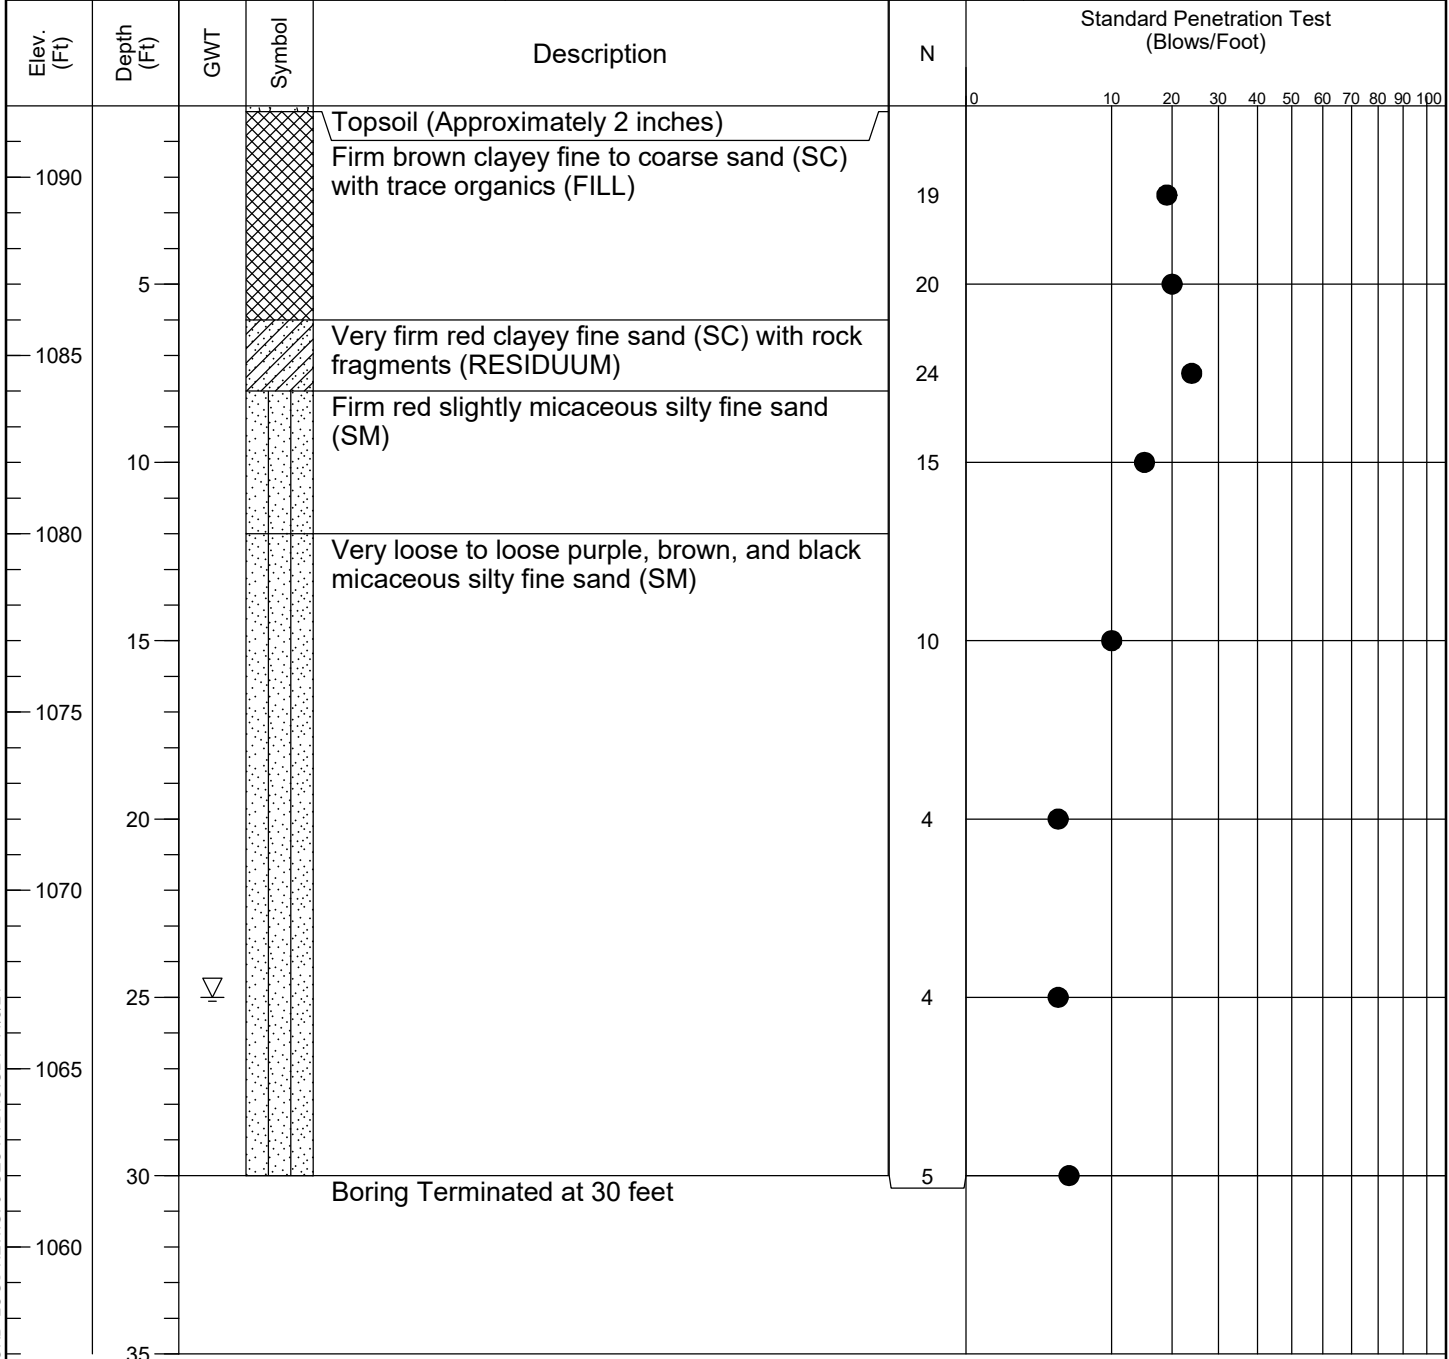 Elev.
(Ft)
Depth
(Ft)
GWT
Symbol
Description
N
Standard Penetration Test
(Blows/Foot)
0 10 20 30 40 50 60 70 80 90 100
Topsoil (Approximately 2 inches)
Firm brown clayey fine to coarse sand (SC)
1090
with trace organics (FILL)
19
5
20
Very firm red clayey fine sand (SC) with rock
1085
fragments (RESIDUUM)
24
Firm red slightly micaceous silty fine sand
(SM)
10
15
1080
Very loose to loose purple, brown, and black
micaceous silty fine sand (SM)
15
10
1075
20
4
1070
25
4
1065
30
5
Boring Terminated at 30 feet
1060
35